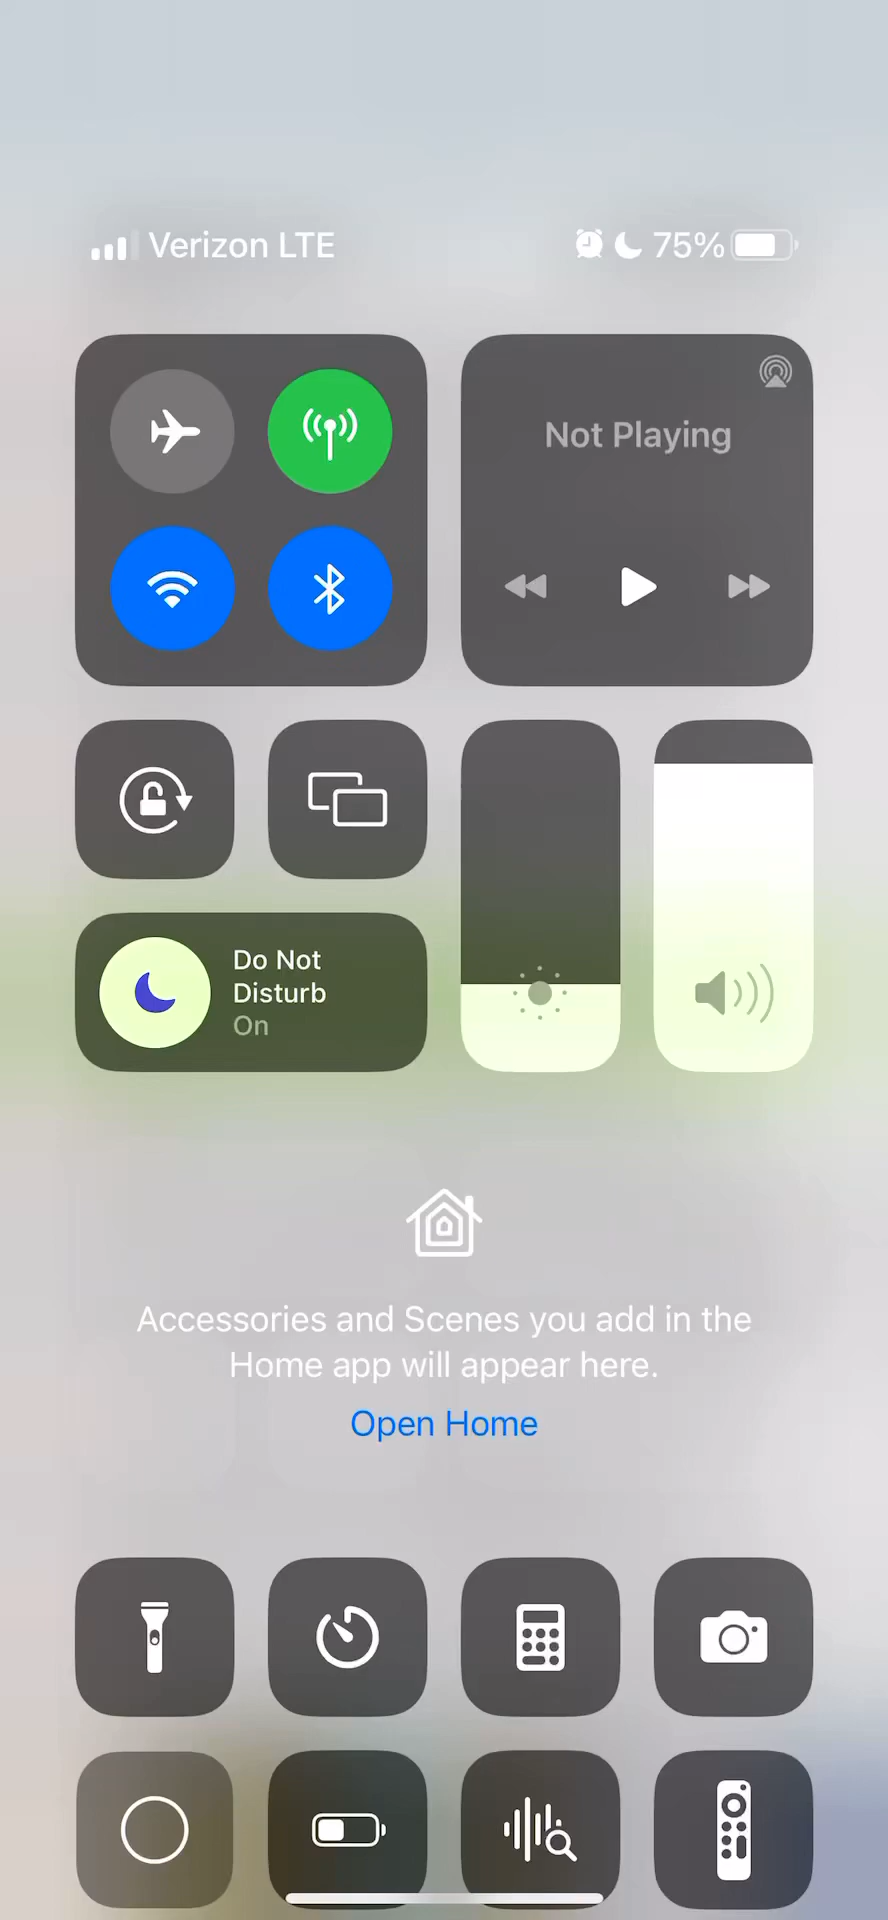 Verizon LTE
75%
Not Playing
Do Not
Disturb
On
Accessories and Scenes you add in the
Home app will appear here.
Open Home